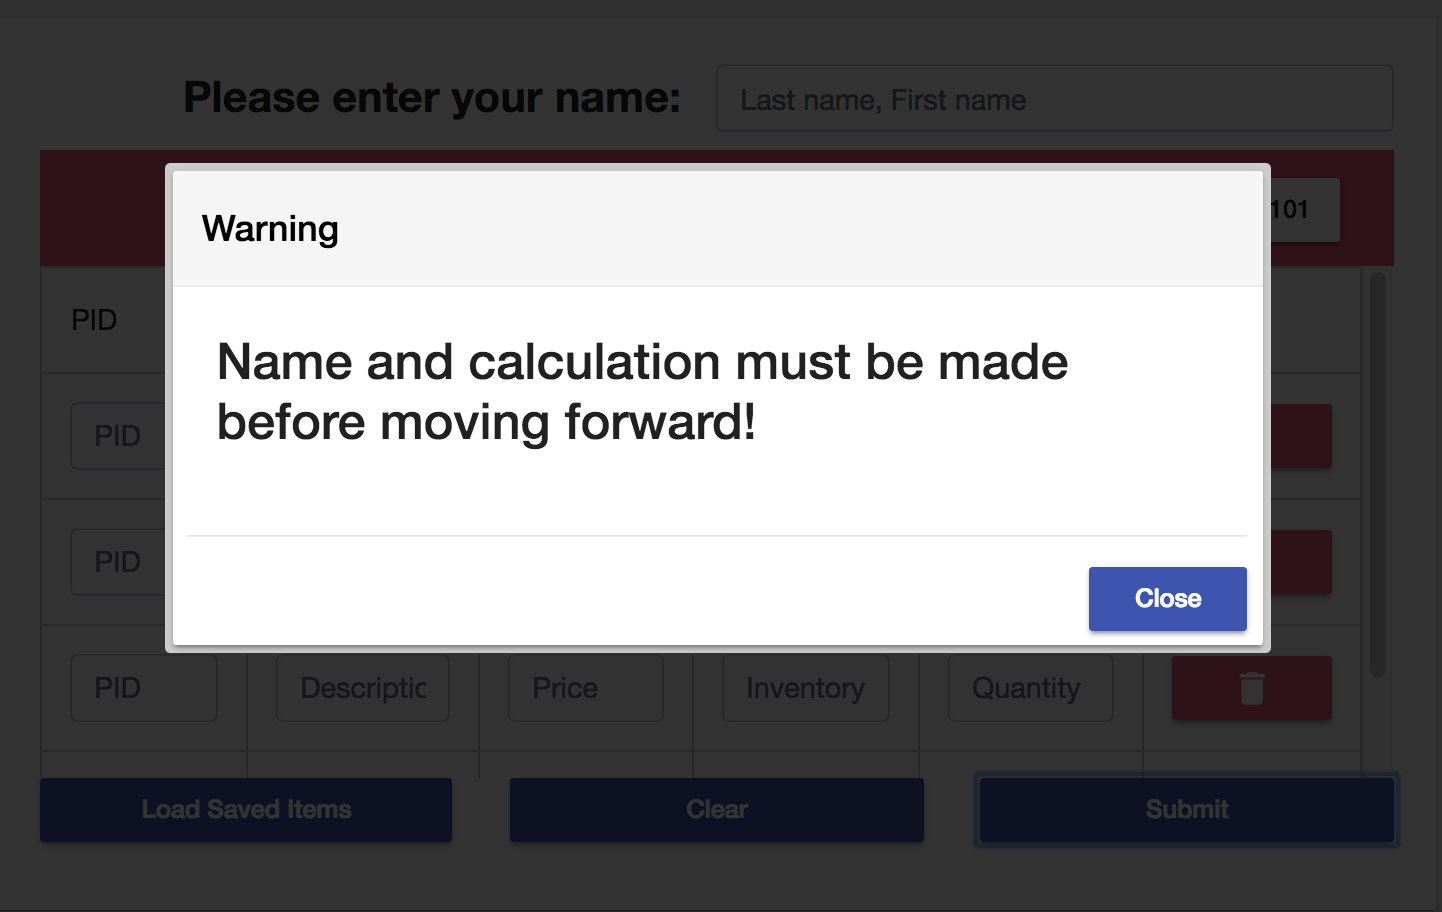 Please enter your name:
Last name, First name
101
Warning
PID
Name and calculation must be made
before moving forward!
PID
PID
Close
PID Descriptic Price Inventory Quantity
Load Saved Items Clear Submit